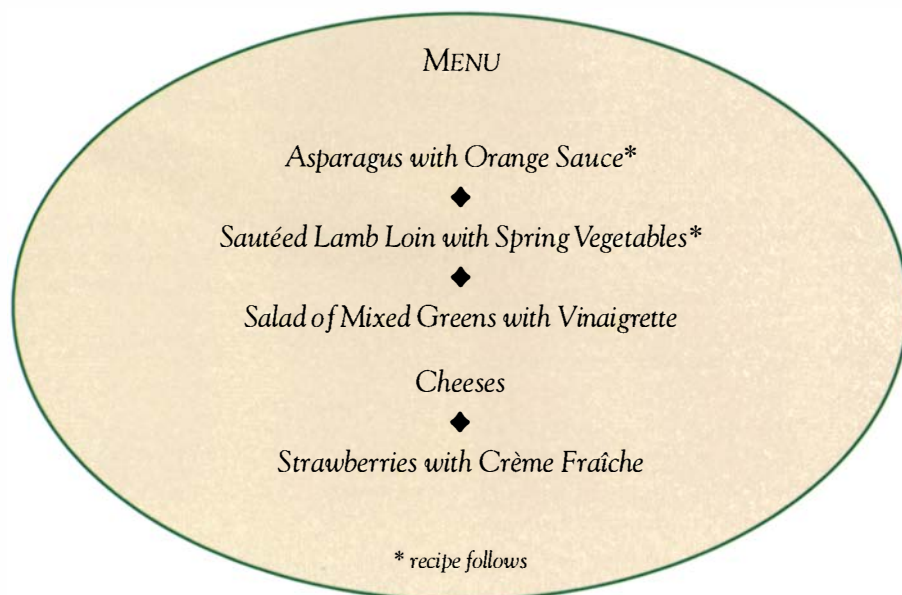 MENU
Asparagus with Orange Sauce*
◆
Sautéed Lamb Loin with Spring Vegetables*
◆
Salad of Mixed Greens with Vinaigrette
Cheeses
◆
Strawberries with Crème Fraîche
* recipe follows